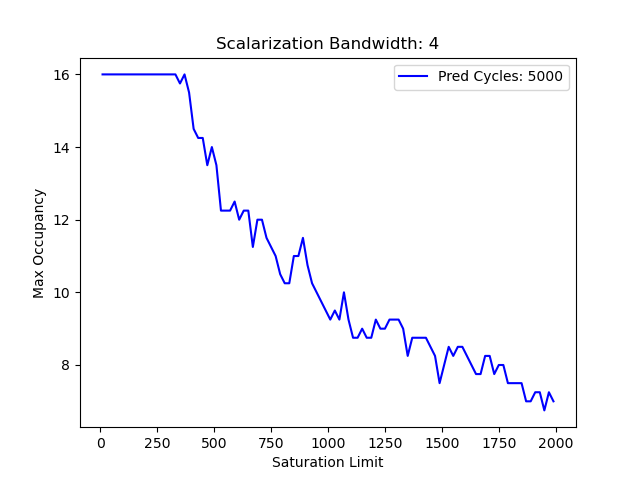 Scalarization Bandwidth: 4
Pred Cycles: 5000
Max Occupancy
16
14
12
10
8
0 250 500 750 1000 1250 1500 1750 2000
Saturation Limit